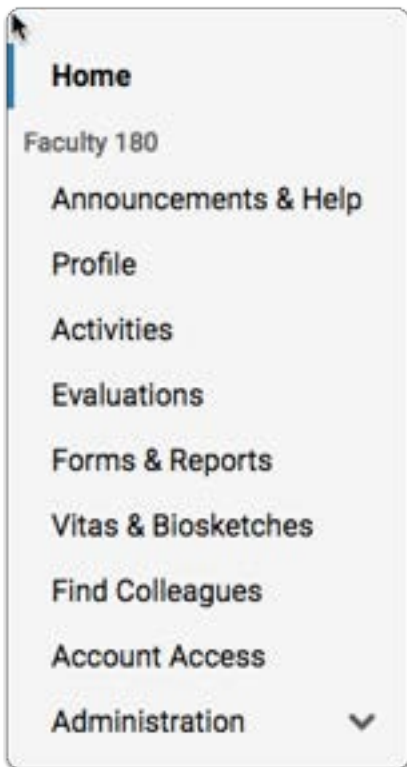 Home
Faculty 180
Announcements & Help
Profile
Activities
Evaluations
Forms & Reports
Vitas & Biosketches
Find Colleagues
Account Access
Administration